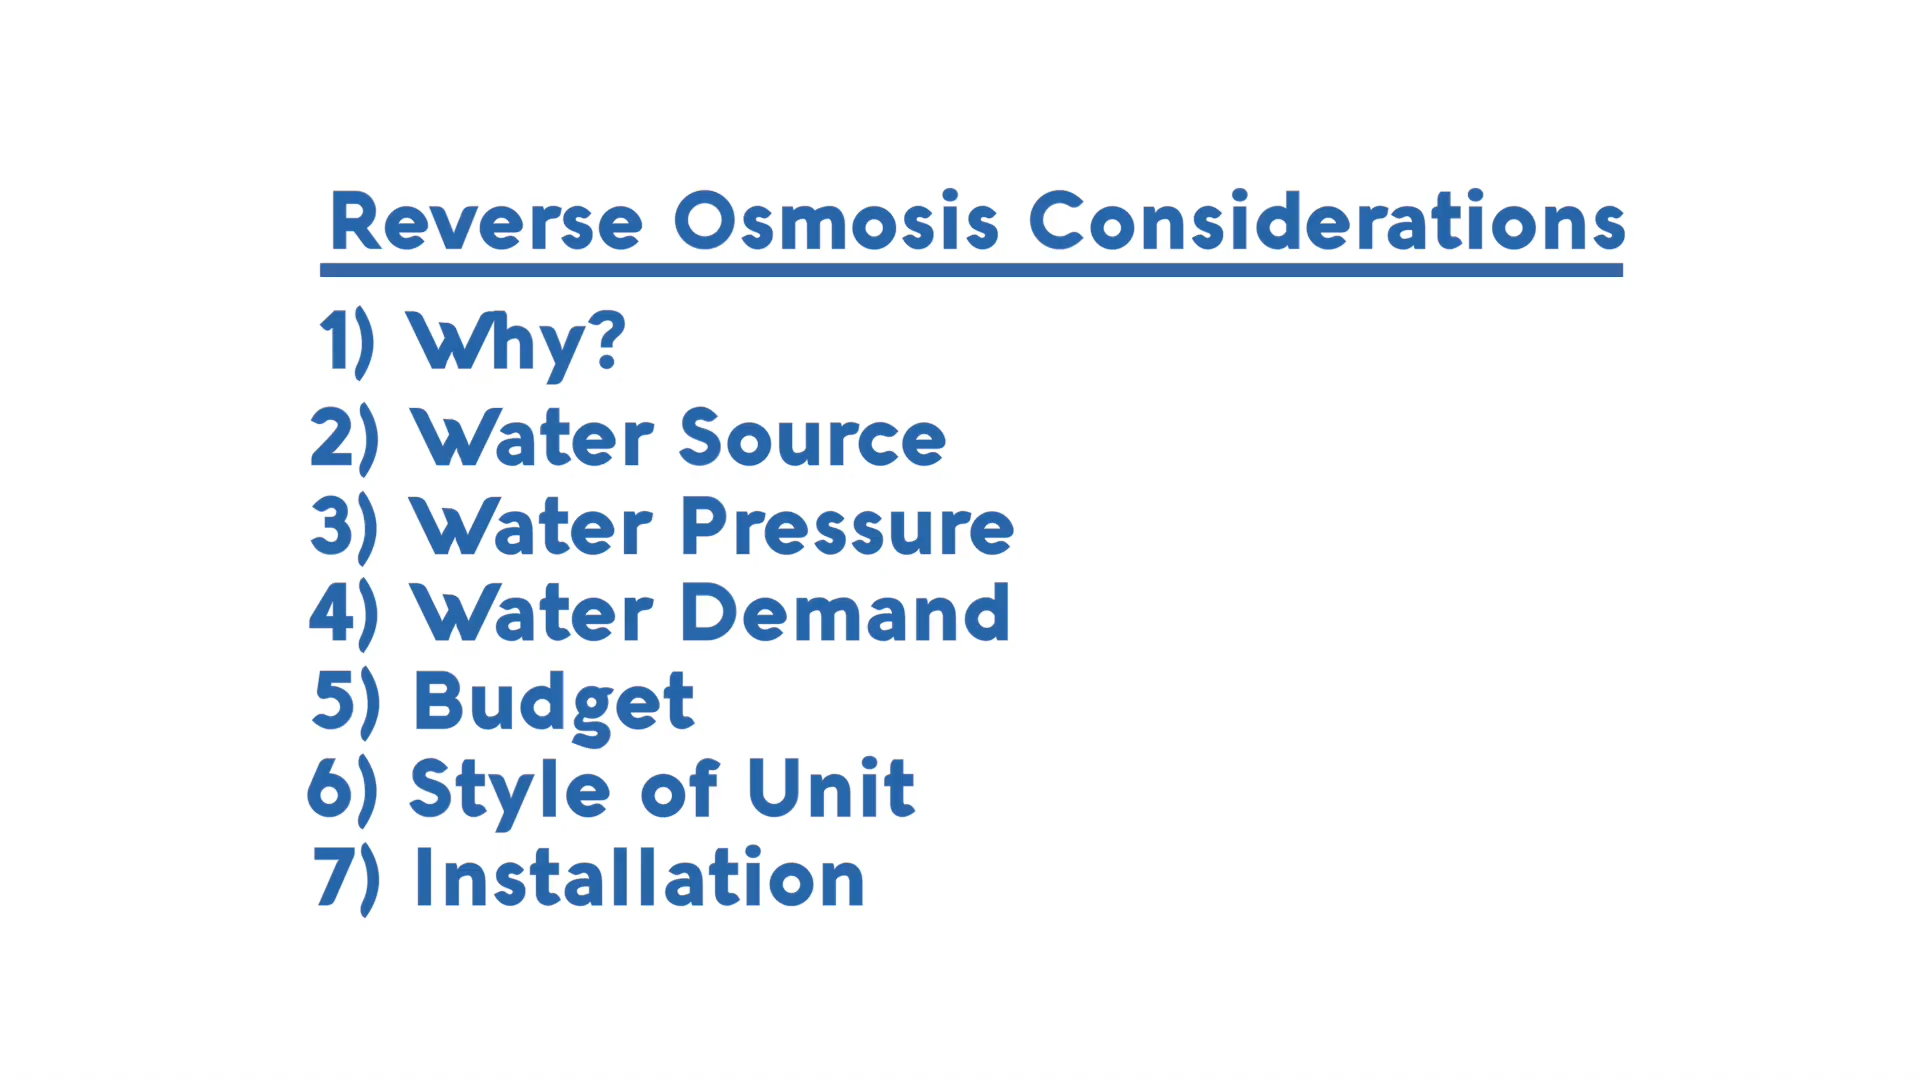 Reverse Osmosis Considerations
1) Why?
2) Water Source
3) Water Pressure
4) Water Demand
5) Budget
6) Style of Unit
7) Installation